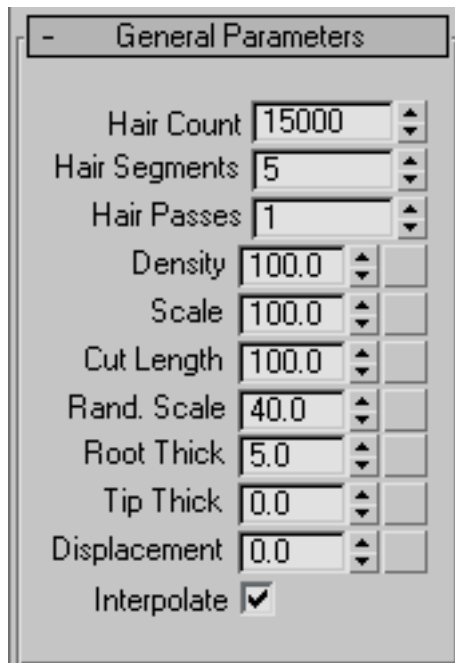 - General Parameters
Hair Count 15000
Hair Segments 5
Hair Passes 1
Density 100.0
Scale 100.0
Cut Length 100.0
Rand. Scale 40.0
Root Thick 5.0
Tip Thick 0.0
Displacement 0.0
Interpolate